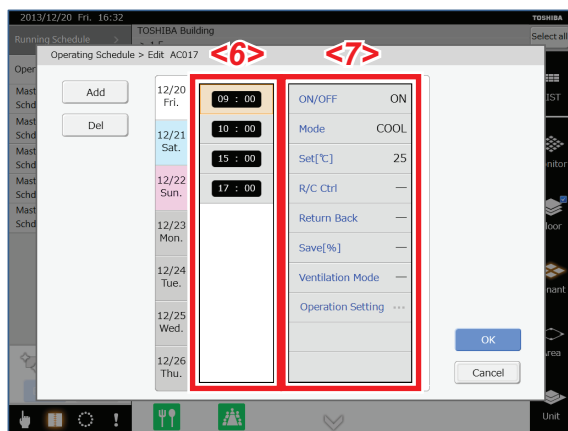 2013/12/20 Fri. 16:32
TOSHIBA
TOSHIBA Building
Running Schedule >
Select all
Operating Schedule > Edit AC017
<6>
<7>
Oper
Mast
Schd
Mast
Schd
Mast
Schd
Mast
Schd
Mast
Schd
Add
Del
12/20
Fri.
12/21
Sat.
12/22
Sun.
12/23
Mon.
12/24
Tue.
12/25
Wed.
12/26
Thu.
09 : 00
10 : 00
15 : 00
17 : 00
ON/OFF ON
Mode COOL
Set[℃] 25
R/C Ctrl —
Return Back —
Save[%] —
Ventilation Mode —
Operation Setting ...
OK
Cancel
IST
nitor
loor
nant
rea
Unit